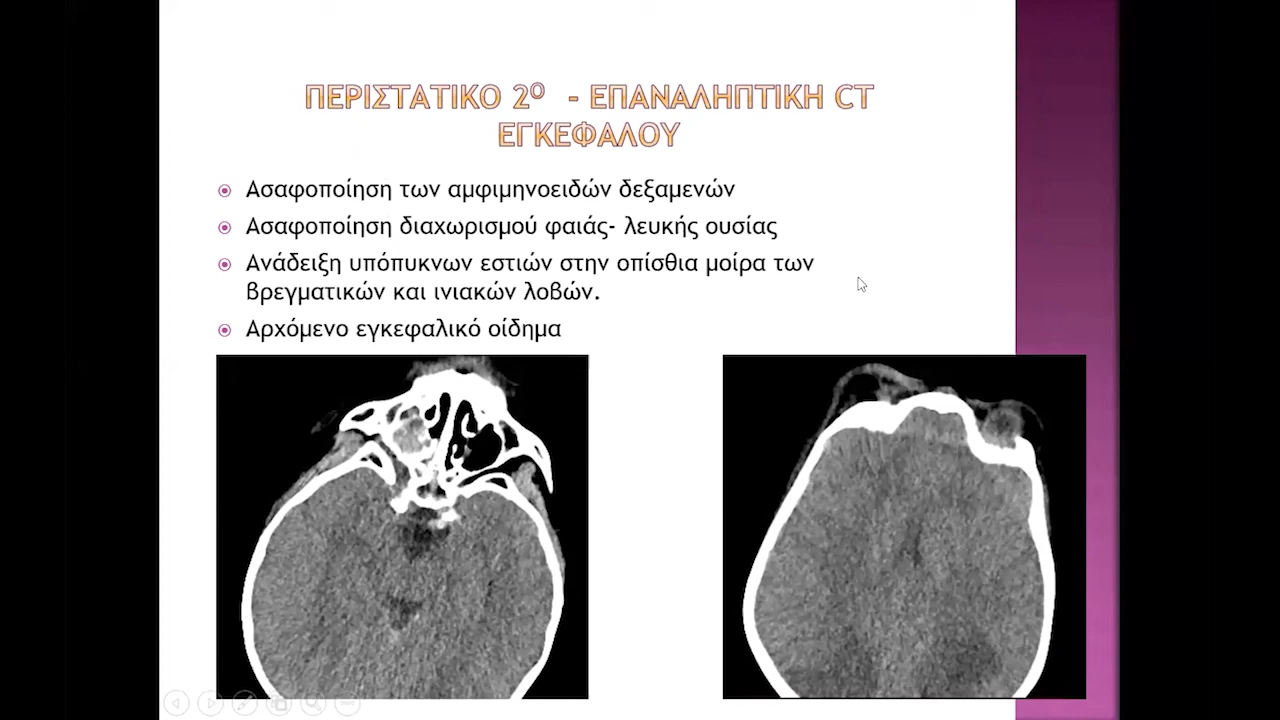 ΠΕΡΙΣΤΑΤΙΚΟ 2Ο - ΕΠΑΝΑΛΗΠΤΙΚΗ CT
ΕΓΚΕΦΑΛΟΥ
Ασαφοποίηση των αμφιμηνοειδών δεξαμενών
Ασαφοποίηση διαχωρισμού φαιάς- λευκής ουσίας
Ανάδειξη υπόπυκνων εστιών στην οπίσθια μοίρα των
βρεγματικών και ινιακών λοβών.
Αρχόμενο εγκεφαλικό οίδημα